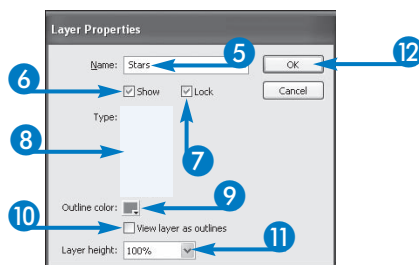 Layer Properties
Name: Stars 5 OK 12
6 Show Lock Cancel
Type: 7
8
Outline color: 9
10 View layer as outlines
Layer height: 100% 11